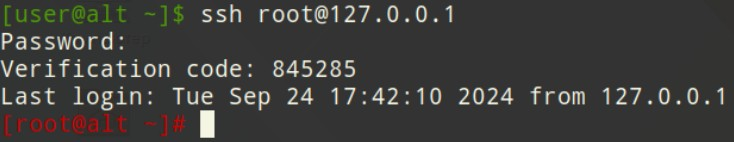 [user@alt ~]$ ssh root@127.0.0.1
Password:
Verification code: 845285
Last login: Tue Sep 24 17:42:10 2024 from 127.0.0.1
[root@alt ~]#